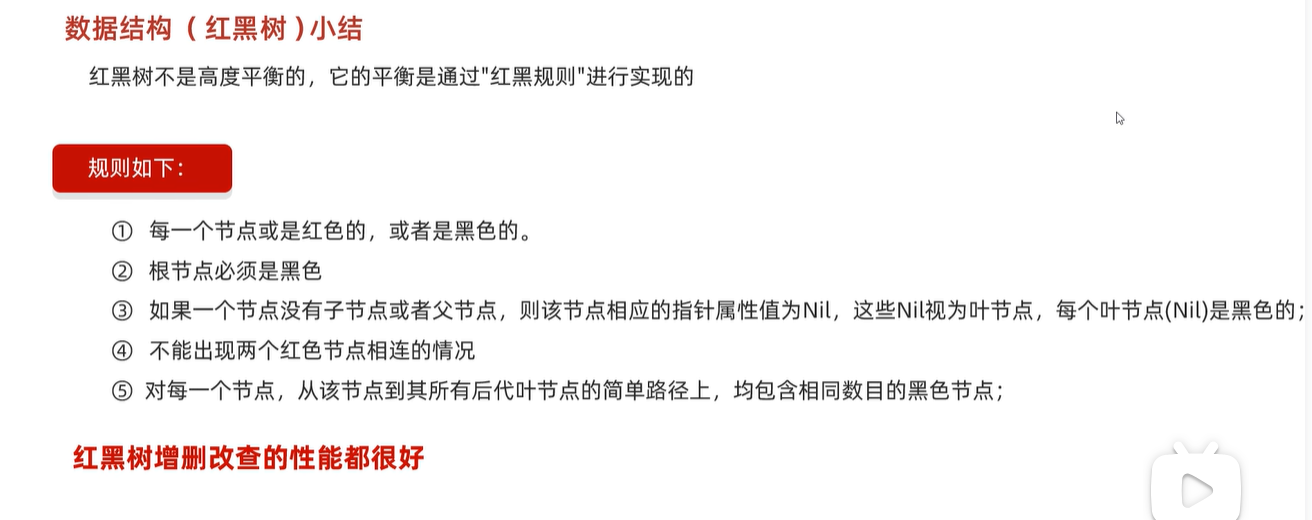 数据结构（红黑树）小结
红黑树不是高度平衡的，它的平衡是通过"红黑规则"进行实现的
规则如下：
① 每一个节点或是红色的，或者是黑色的。
② 根节点必须是黑色
③ 如果一个节点没有子节点或者父节点，则该节点相应的指针属性值为Nil，这些Nil视为叶节点，每个叶节点(Nil)是黑色的；
④ 不能出现两个红色节点相连的情况
⑤ 对每一个节点，从该节点到其所有后代叶节点的简单路径上，均包含相同数目的黑色节点；
红黑树增删改查的性能都很好